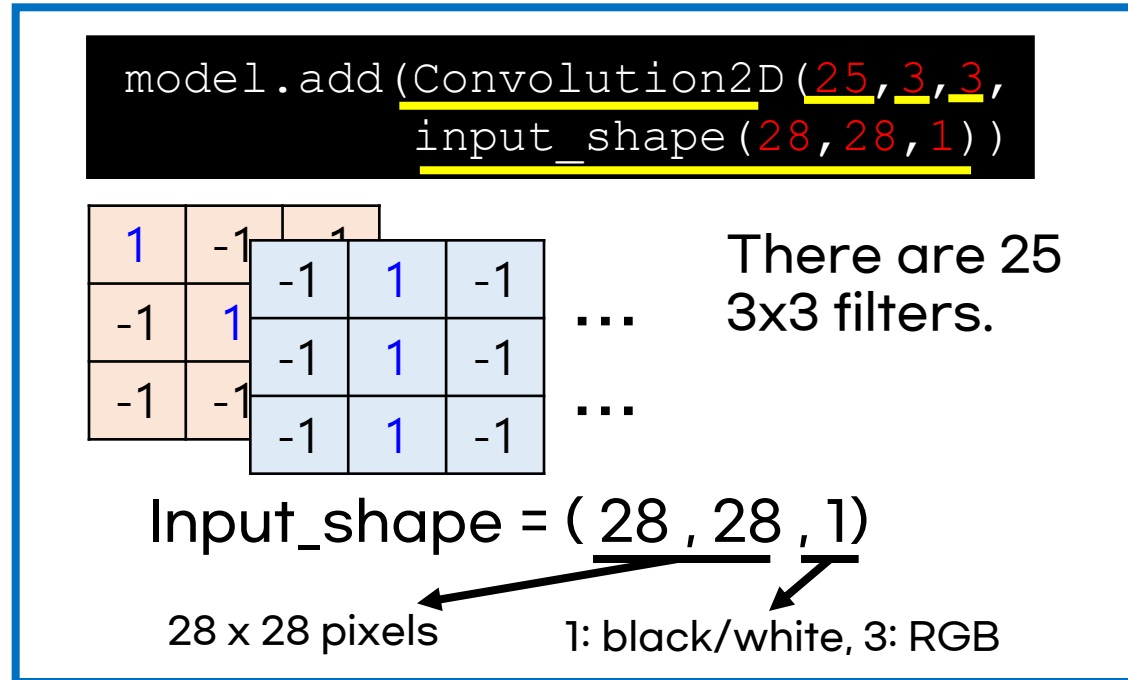 model.add(Convolution2D(25,3,3,
input_shape(28,28,1))
1 -1 -1
-1 1
-1 -1
-1 1 -1
-1 1 -1
-1 1 -1
...
...
There are 25
3x3 filters.
Input_shape = ( 28 , 28 , 1)
28 x 28 pixels
1: black/white, 3: RGB